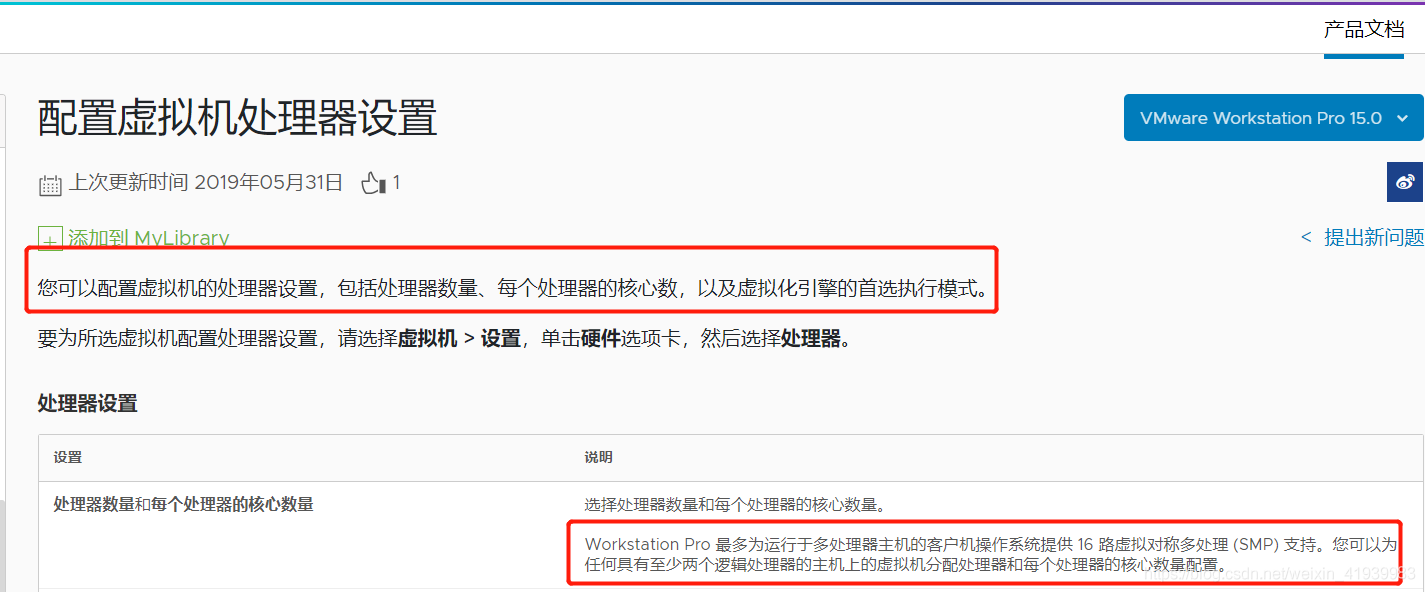 产品文档
配置虚拟机处理器设置
VMware Workstation Pro 15.0
上次更新时间 2019年05月31日 1
添加到 MyLibrary
< 提出新问题
您可以配置虚拟机的处理器设置，包括处理器数量、每个处理器的核心数，以及虚拟化引擎的首选执行模式。
要为所选虚拟机配置处理器设置，请选择虚拟机 > 设置，单击硬件选项卡，然后选择处理器。
处理器设置
设置 说明
处理器数量和每个处理器的核心数量 选择处理器数量和每个处理器的核心数量。
Workstation Pro 最多为运行于多处理器主机的客户机操作系统提供 16 路虚拟对称多处理 (SMP) 支持。您可以为
任何具有至少两个逻辑处理器的主机上的虚拟机分配处理器和每个处理器的核心数量配置。